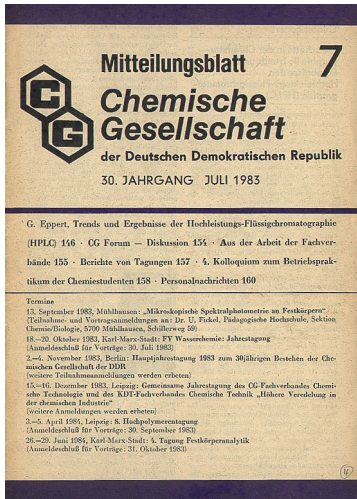 Mitteilungsblatt 7
C
G
Chemische
Gesellschaft
der Deutschen Demokratischen Republik
30. JAHRGANG JULI 1983
G. Eppert, Trends und Ergebnisse der Hochleistungs-Flüssigchromatographie
(HPLC) 146 · CG Forum — Diskussion 154 · Aus der Arbeit der Fachver-
bände 155 · Berichte von Tagungen 157 · 4. Kolloquium zum Betriebsprak-
tikum der Chemiestudenten 158 · Personalnachrichten 160
Termine
13. September 1983, Mühlhausen: „Mikroskopische Spektralphotometrie an Festkörpern“...
(Teilnahme- und Vortragsanmeldungen an: Dr. U. Fickel, Pädagogische Hochschule, Sektion
Chemie/Biologie, 5700 Mühlhausen, Schillerweg 59)
18.—20. Oktober 1983, Karl-Marx-Stadt: FV Wasserchemie: Jahrestagung
(Anmeldeschluß für Vorträge: 30. Juli 1983)
2.—4. November 1983, Berlin: Hauptjahrestagung 1983 zum 30jährigen Bestehen der Che-
mischen Gesellschaft der DDR
(weitere Teilnahmeanmeldungen werden erbeten)
15.—16. Dezember 1983, Leipzig: Gemeinsame Jahrestagung des CG-Fachverbandes Chemi-
sche Technologie und des KDT-Fachverbandes Chemische Technik „Höhere Veredelung in
der chemischen Industrie“
(weitere Anmeldungen werden erbeten)
3.—5. April 1984, Leipzig: 8. Hochpolymerentagung
(Anmeldeschluß für Vorträge: 30. September 1983)
26.—29. Juni 1984, Karl-Marx-Stadt: 4. Tagung Festkörperanalytik
(Anmeldeschluß für Vorträge: 31. Oktober 1983)